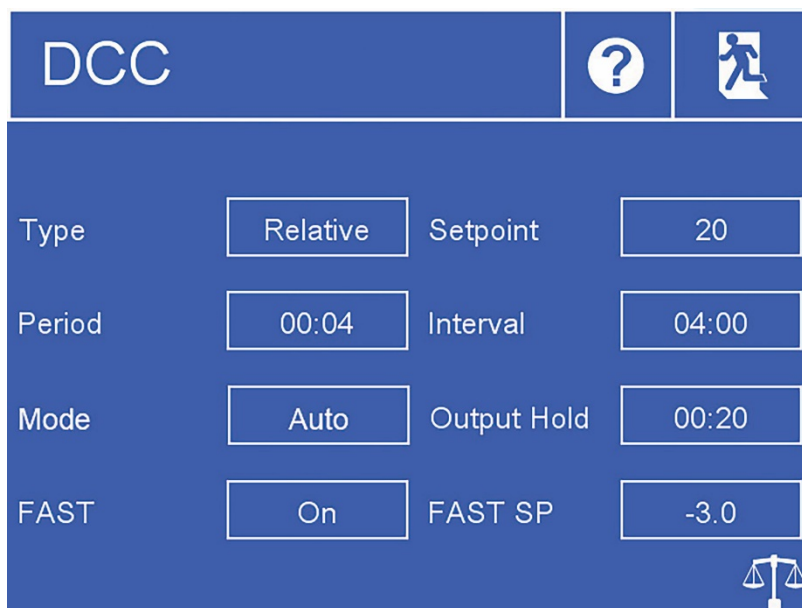 DCC ?
Type Relative Setpoint 20
Period 00:04 Interval 04:00
Mode Auto Output Hold 00:20
FAST On FAST SP -3.0